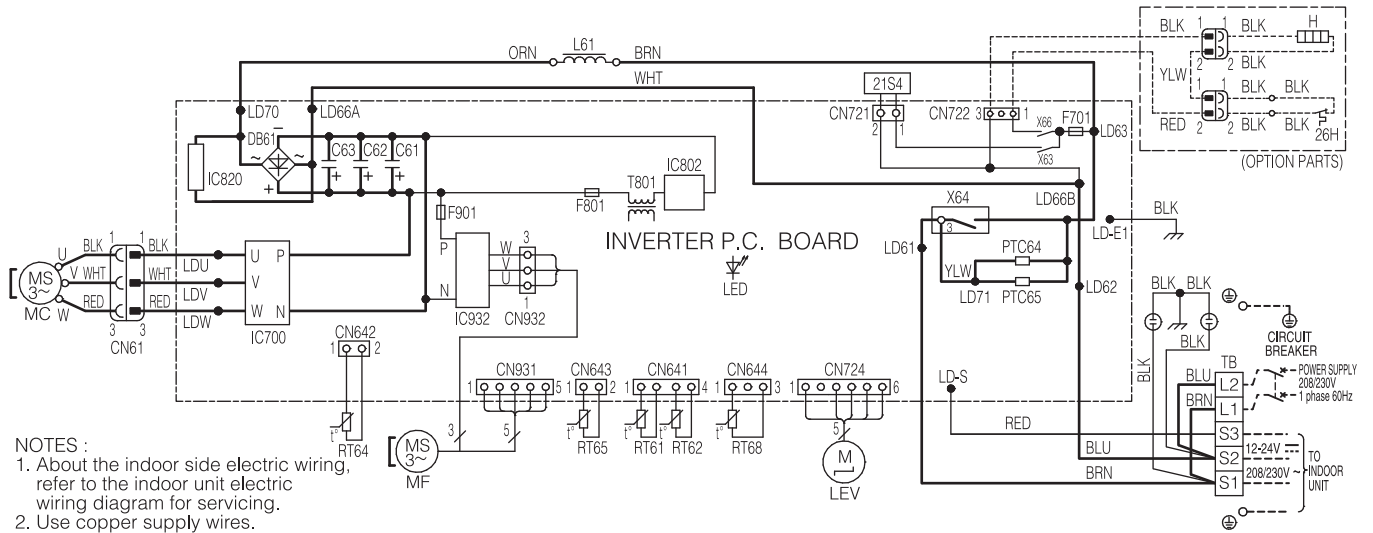 L61
ORN
BRN
WHT
BLK 1 1 BLK H
2 2 BLK
YLW
1 1 BLK BLK
RED 2 2 BLK BLK 26H
(OPTION PARTS)
LD70
LD66A
21S4
CN721
2 1
CN722 3 1
X66
F701
LD63
X63
DB61 −
~ ~
+
C63 C62 C61
+ + +
IC820
IC802
T801
F801
F901
X64
3
LD66B
LD-E1
BLK
LD61
PTC64
YLW
LD71
PTC65
LD62
INVERTER P.C. BOARD
LED
U BLK 1 1 BLK LDU U P
MS
3~
V WHT WHT LDV V
MC W RED RED LDW W N
3 3
CN61
IC700
P
N
IC932
W
V
U
3
1
CN932
CN642
1 2
t°
RT64
CN931
1 5
3
5
MS
3~
MF
CN643
1 2
t°
RT65
CN641
1 4
t° t°
RT61 RT62
CN644
1 3
t°
RT68
CN724
1 6
5
M
LEV
LD-S
RED
BLU
BRN
BLK BLK
BLK
BLK
CIRCUIT
BREAKER
TB
BLU L2
BRN L1
S3
S2
S1
POWER SUPPLY
208/230V
1 phase 60Hz
12-24V
208/230V ~
TO
INDOOR
UNIT
NOTES :
1. About the indoor side electric wiring,
refer to the indoor unit electric
wiring diagram for servicing.
2. Use copper supply wires.